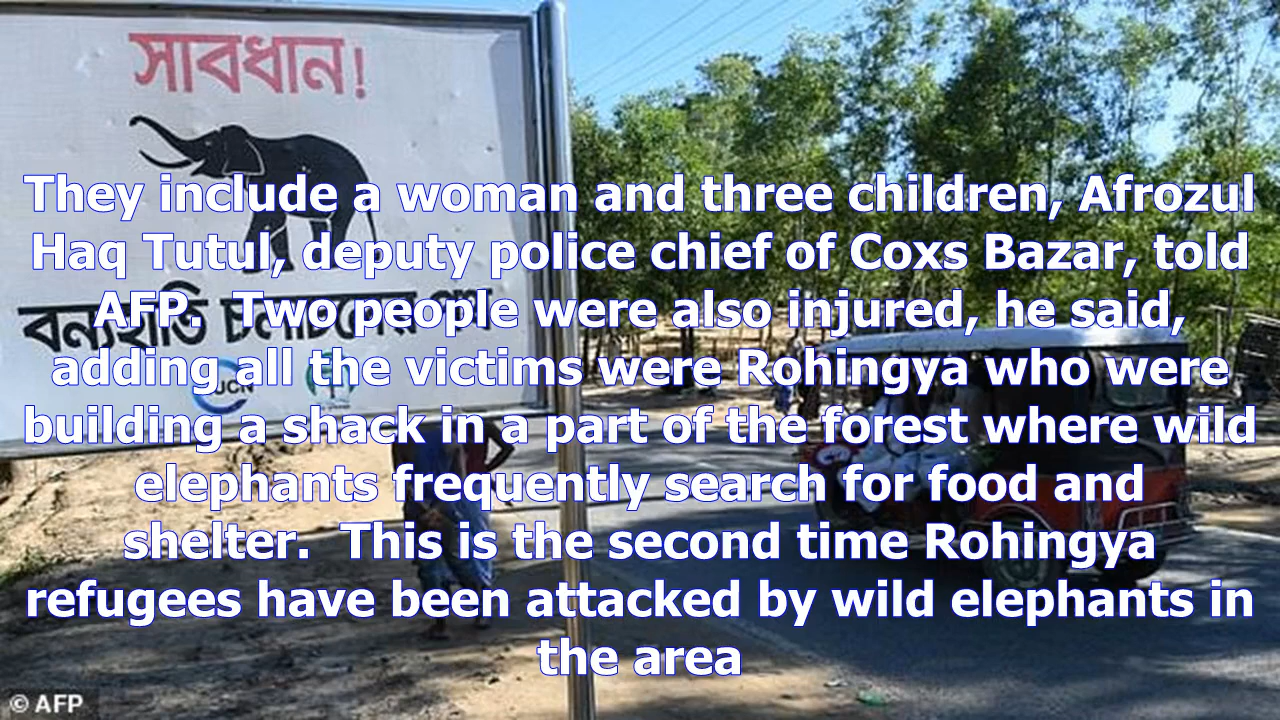 সাবধান!
They include a woman and three children, Afrozul
Haq Tutul, deputy police chief of Coxs Bazar, told
AFP. Two people were also injured, he said,
adding all the victims were Rohingya who were
building a shack in a part of the forest where wild
elephants frequently search for food and
shelter. This is the second time Rohingya
refugees have been attacked by wild elephants in
the area
বন্যহাতি
© AFP